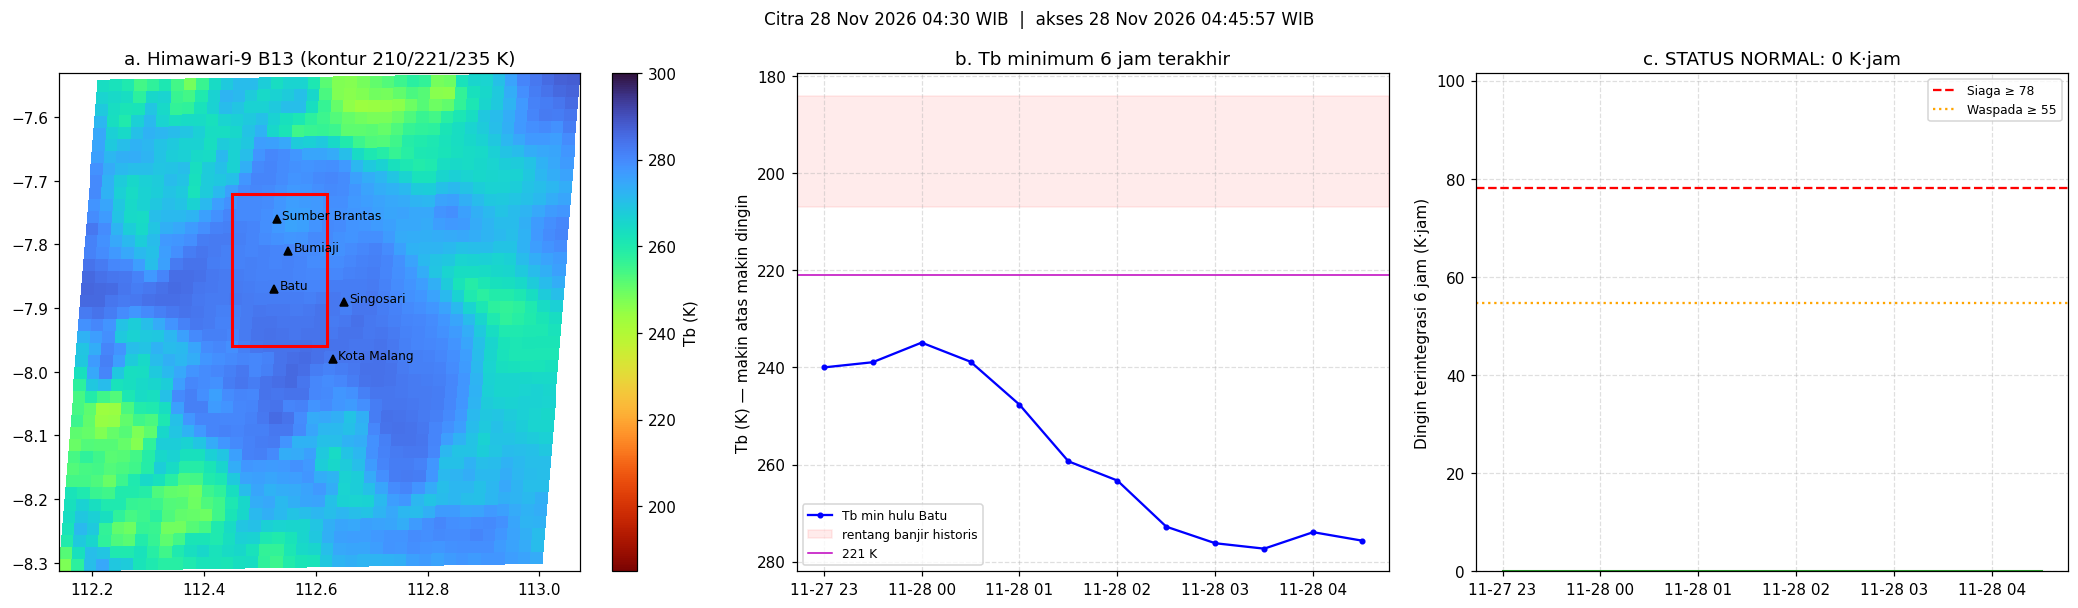 Citra 28 Nov 2026 04:30 WIB | akses 28 Nov 2026 04:45:57 WIB
a. Himawari-9 B13 (kontur 210/221/235 K)
−7.6
−7.7
−7.8
−7.9
−8.0
−8.1
−8.2
−8.3
112.2
112.4
112.6
112.8
113.0
Sumber Brantas
Bumiaji
Batu
Singosari
Kota Malang
300
280
260
240
220
200
Tb (K)
b. Tb minimum 6 jam terakhir
Tb (K) — makin atas makin dingin
180
200
220
240
260
280
Tb min hulu Batu
rentang banjir historis
221 K
11-27 23
11-28 00
11-28 01
11-28 02
11-28 03
11-28 04
c. STATUS NORMAL: 0 K·jam
Dingin terintegrasi 6 jam (K·jam)
100
80
60
40
20
0
Siaga ≥ 78
Waspada ≥ 55
11-27 23
11-28 00
11-28 01
11-28 02
11-28 03
11-28 04